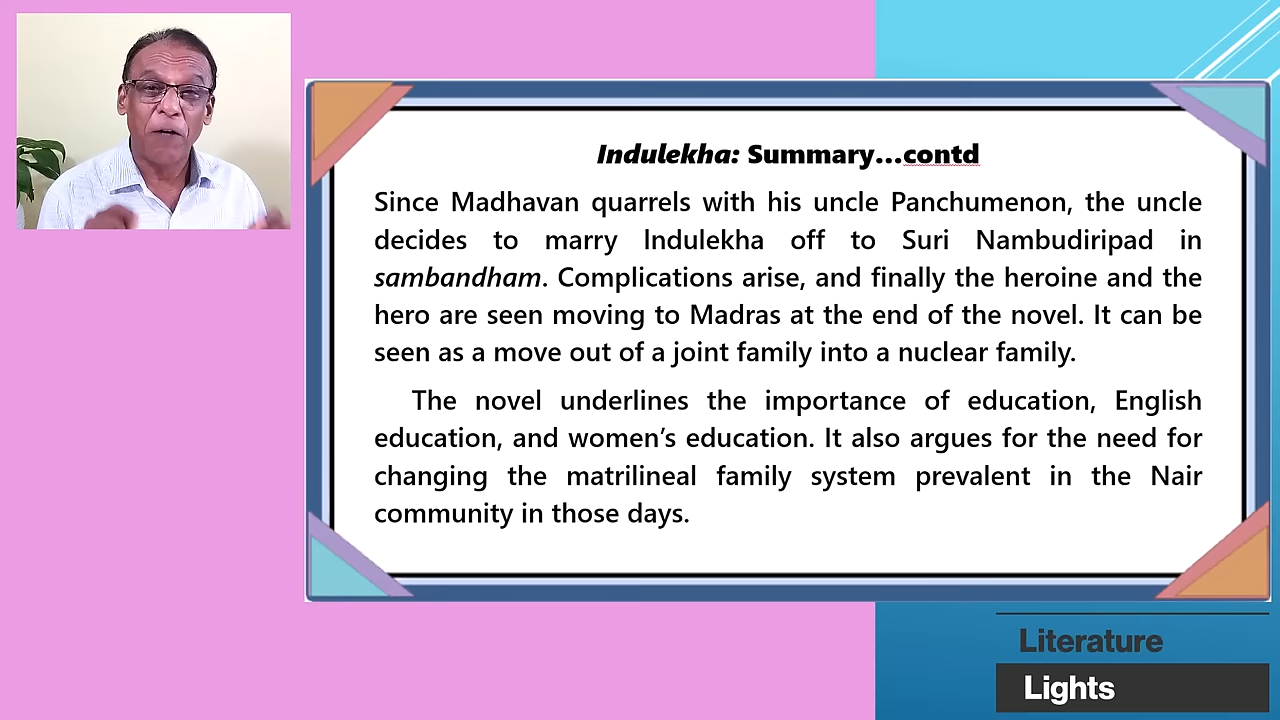 Indulekha: Summary...contd
Since Madhavan quarrels with his uncle Panchumenon, the uncle
decides to marry Indulekha off to Suri Nambudiripad in
sambandham. Complications arise, and finally the heroine and the
hero are seen moving to Madras at the end of the novel. It can be
seen as a move out of a joint family into a nuclear family.
The novel underlines the importance of education, English
education, and women’s education. It also argues for the need for
changing the matrilineal family system prevalent in the Nair
community in those days.
Literature
Lights